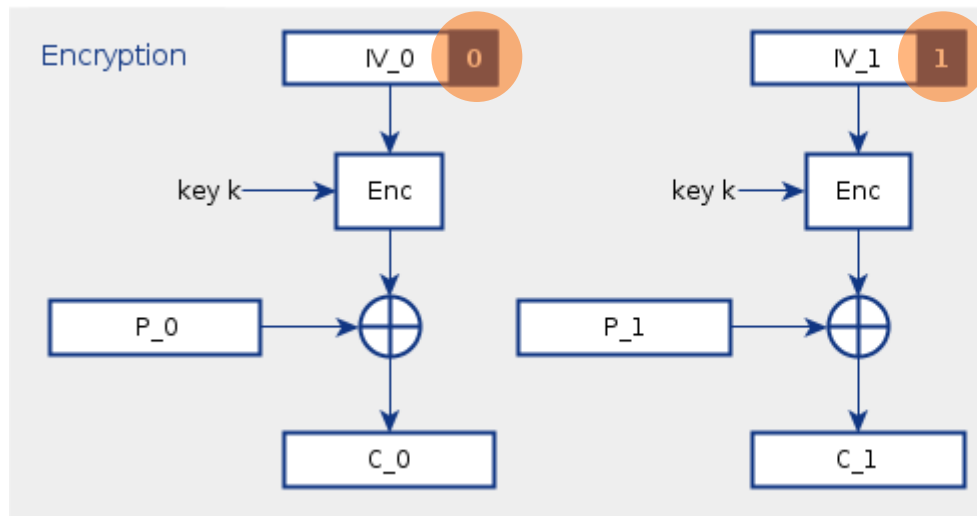 Encryption
IV_0 0
IV_1 1
key k
Enc
key k
Enc
P_0
P_1
C_0
C_1